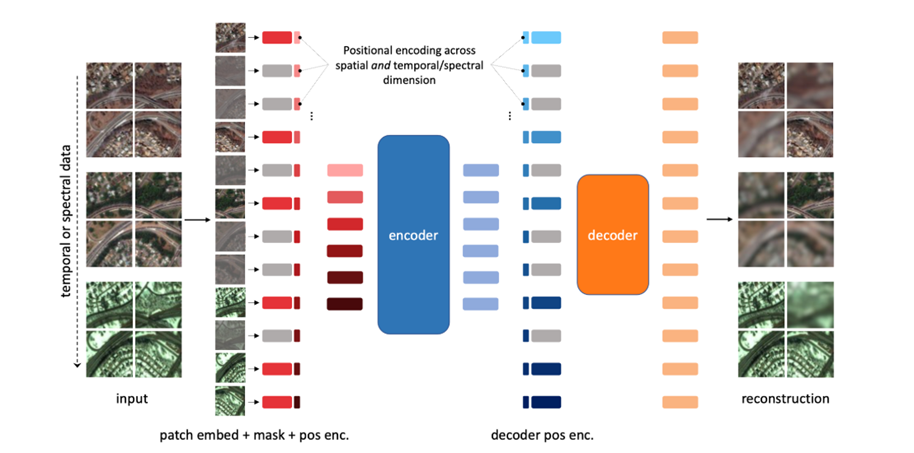 Positional encoding across
spatial and temporal/spectral
dimension
...
...
temporal or spectral data
encoder
decoder
input
reconstruction
patch embed + mask + pos enc.
decoder pos enc.